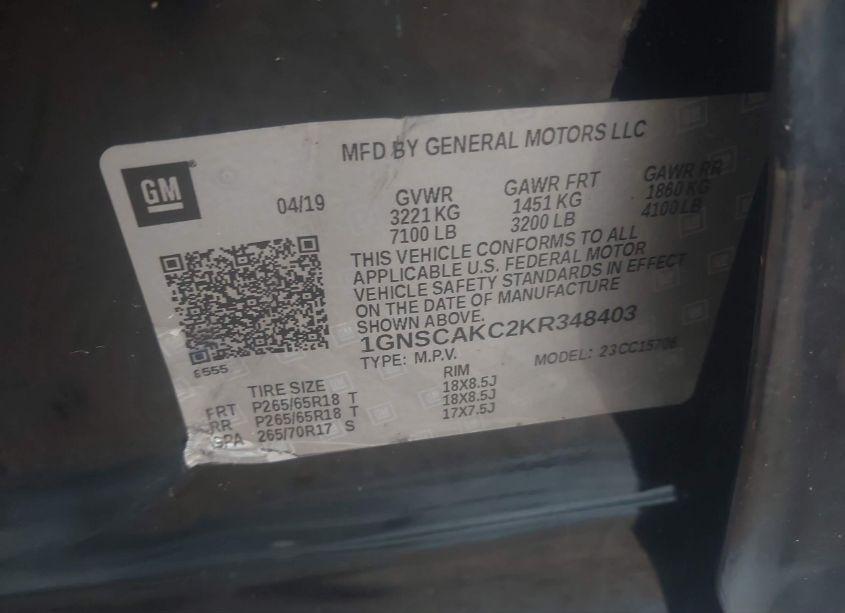 MFD BY GENERAL MOTORS LLC
GM
04/19
GVWR GAWR FRT GAWR RR
3221 KG 1451 KG 1860 KG
7100 LB 3200 LB 4100 LB
THIS VEHICLE CONFORMS TO ALL
APPLICABLE U.S. FEDERAL MOTOR
VEHICLE SAFETY STANDARDS IN EFFECT
ON THE DATE OF MANUFACTURE
SHOWN ABOVE.
1GNSCAKC2KR348403
TYPE: M.P.V. MODEL: 23CC15706
6555
TIRE SIZE RIM
FRT P265/65R18 T 18X8.5J
RR P265/65R18 T 18X8.5J
SPA 265/70R17 S 17X7.5J